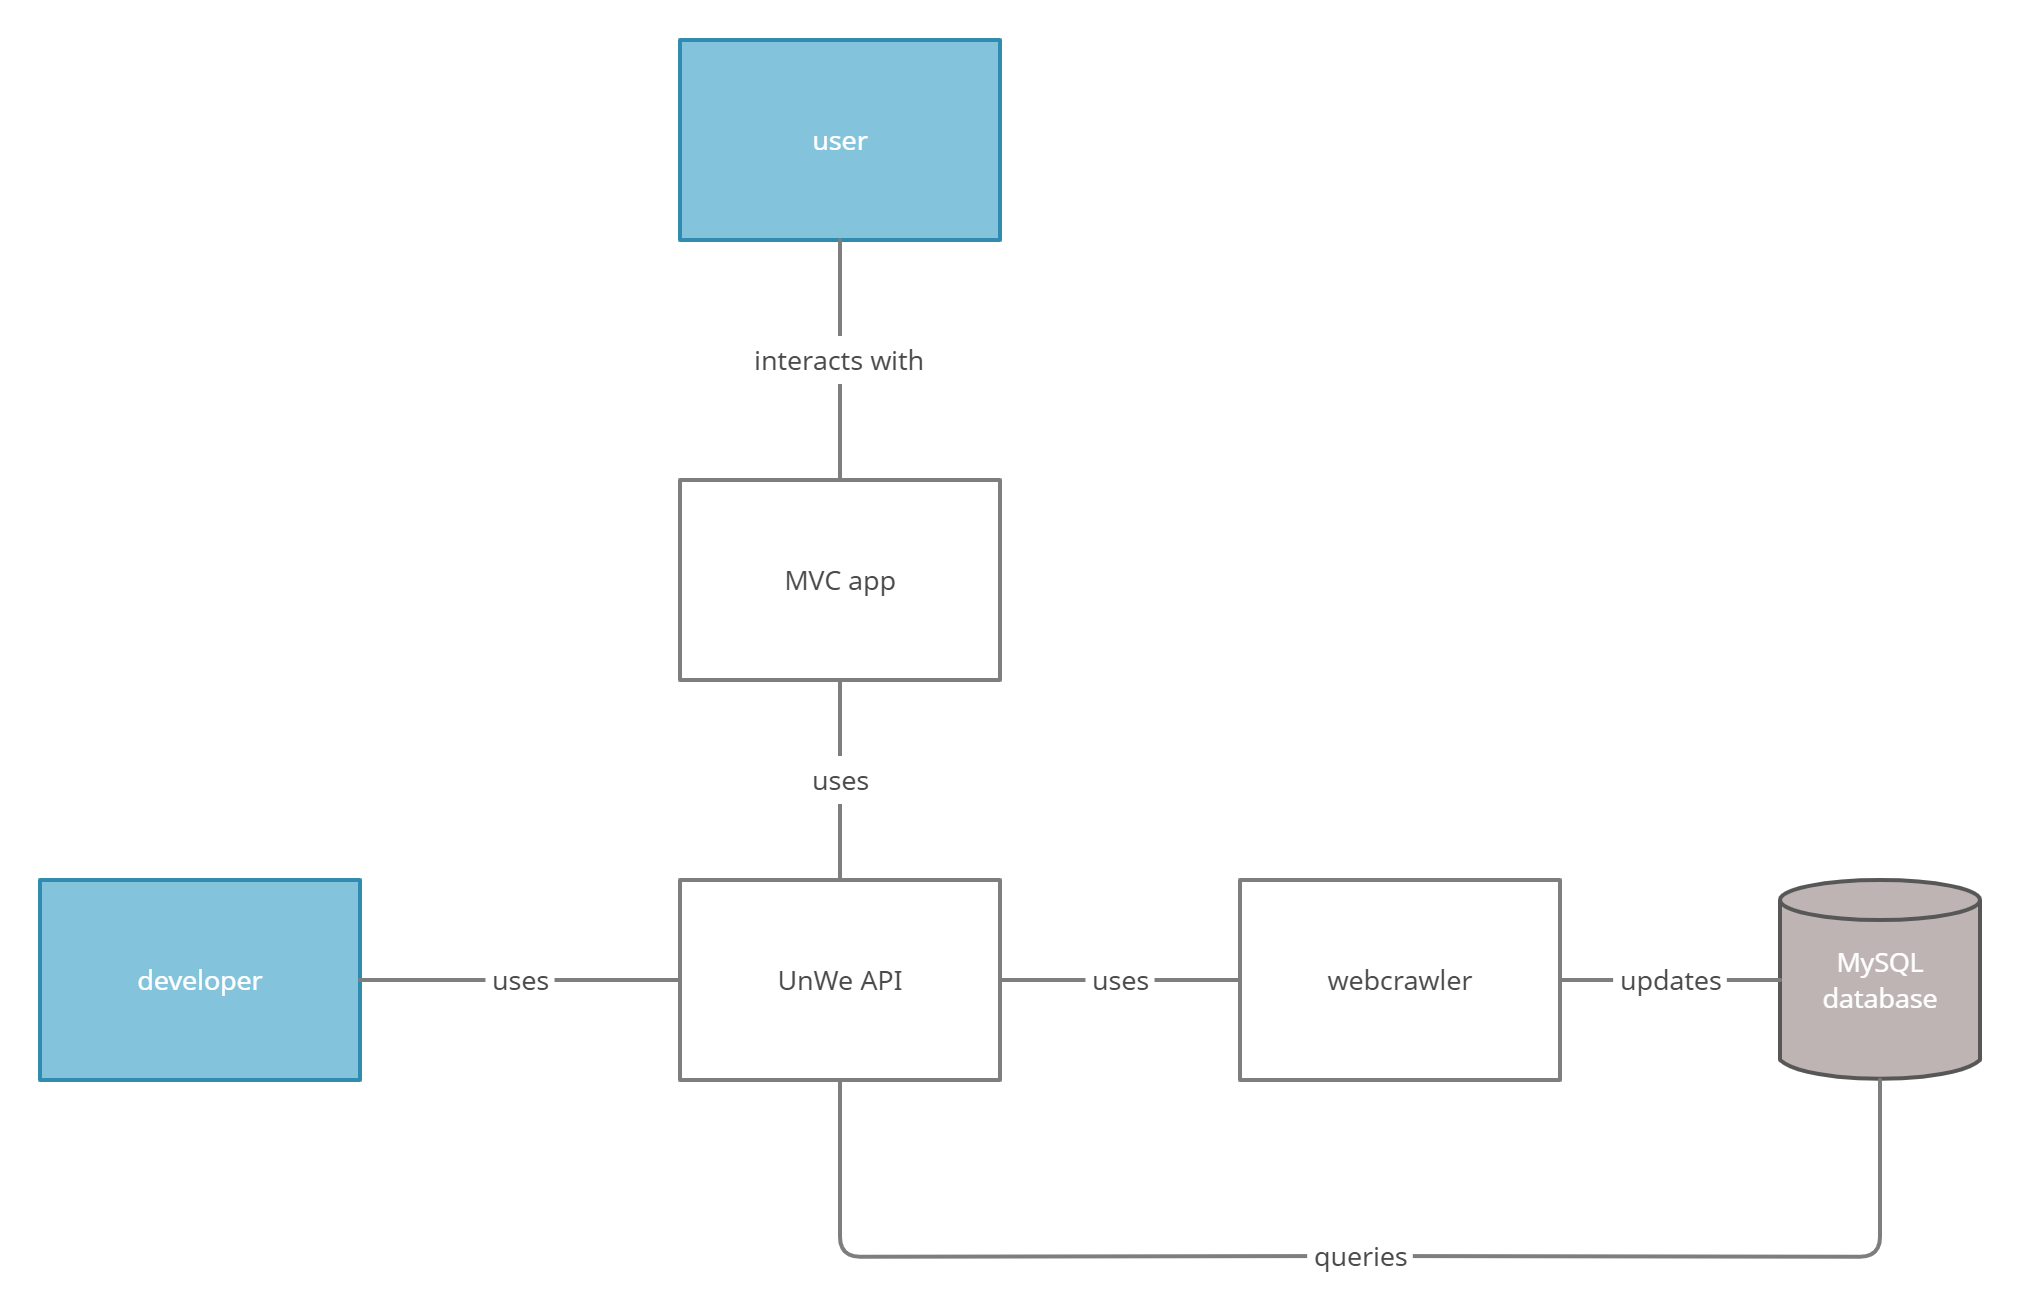 user
interacts with
MVC app
uses
developer
uses
UnWe API
uses
webcrawler
updates
MySQL
database
queries